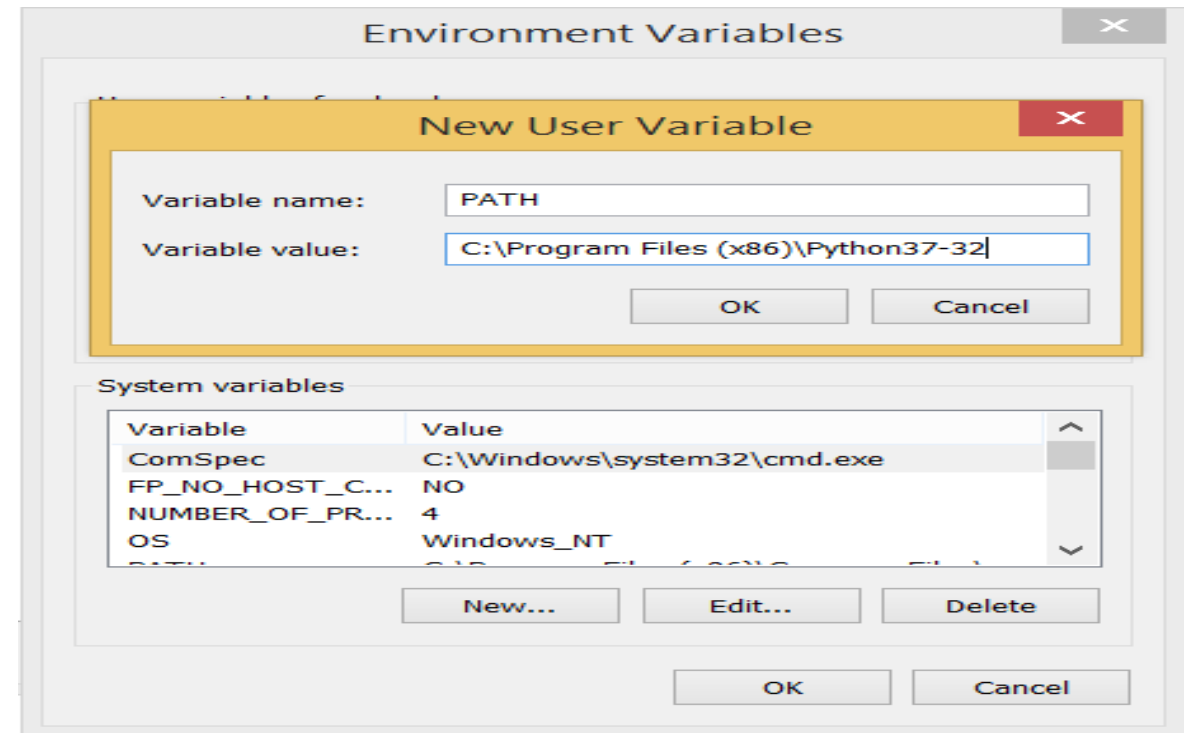 Environment Variables
New User Variable
Variable name: PATH
Variable value: C:\Program Files (x86)\Python37-32
OK Cancel
System variables
Variable Value
ComSpec C:\Windows\system32\cmd.exe
FP_NO_HOST_C... NO
NUMBER_OF_PR... 4
OS Windows_NT
New... Edit... Delete
OK Cancel